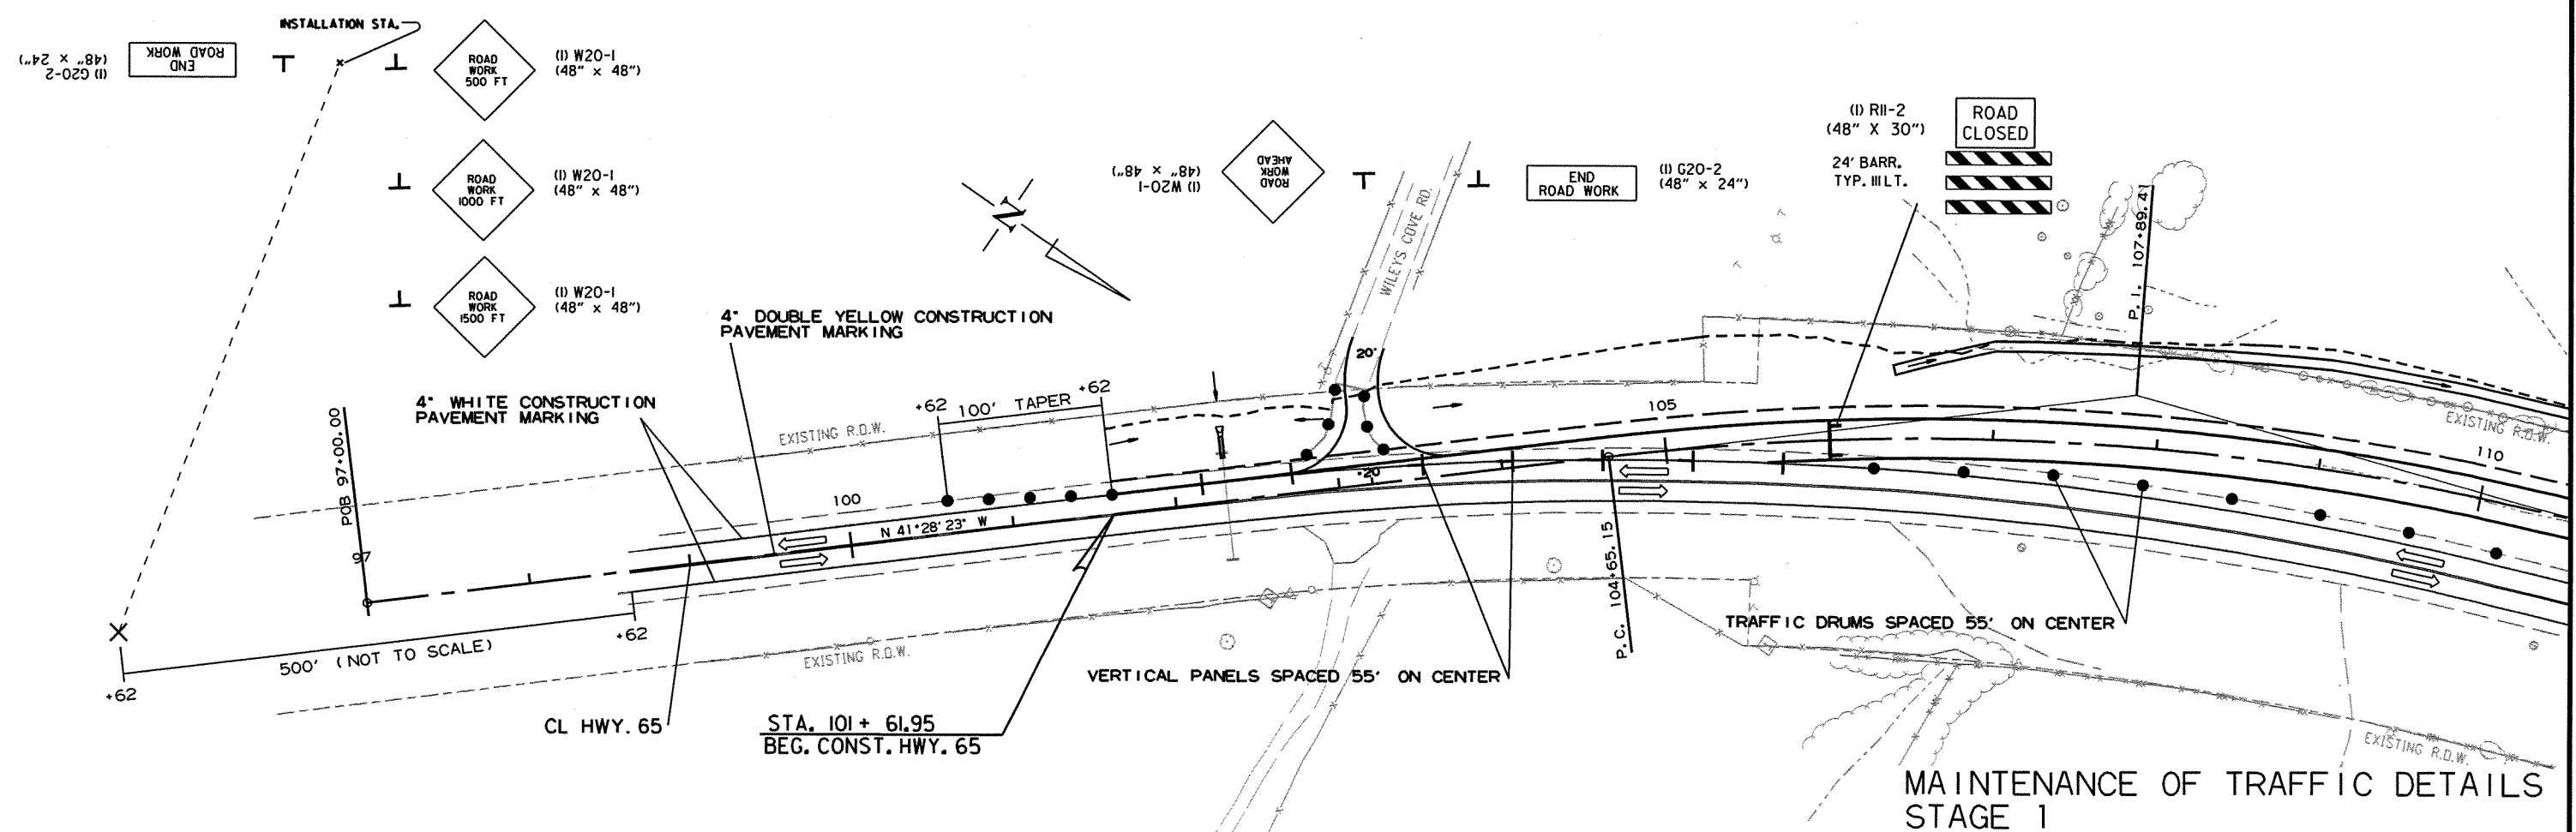 INSTALLATION STA.
(1) G20-2
(48" x 24")
END
ROAD WORK
ROAD
WORK
500 FT
(1) W20-1
(48" x 48")
ROAD
WORK
1000 FT
(1) W20-1
(48" x 48")
ROAD
WORK
1500 FT
(1) W20-1
(48" x 48")
(1) W20-1
(48" x 48")
ROAD
WORK
AHEAD
END
ROAD WORK
(1) G20-2
(48" x 24")
(1) R11-2
(48" X 30")
ROAD
CLOSED
24' BARR.
TYP. III LT.
N
WILEYS COVE RD.
P.I. 107+89.41
4" DOUBLE YELLOW CONSTRUCTION
PAVEMENT MARKING
4" WHITE CONSTRUCTION
PAVEMENT MARKING
20'
+62
100' TAPER
+62
POB 97+00.00
97
EXISTING R.O.W.
100
N 41°28'23" W
+20
105
EXISTING R.O.W.
110
P.C. 104+65.15
+62
500' (NOT TO SCALE)
+62
EXISTING R.O.W.
VERTICAL PANELS SPACED 55' ON CENTER
TRAFFIC DRUMS SPACED 55' ON CENTER
CL HWY. 65
STA. 101+ 61.95
BEG. CONST. HWY. 65
EXISTING R.O.W.
MAINTENANCE OF TRAFFIC DETAILS
STAGE 1